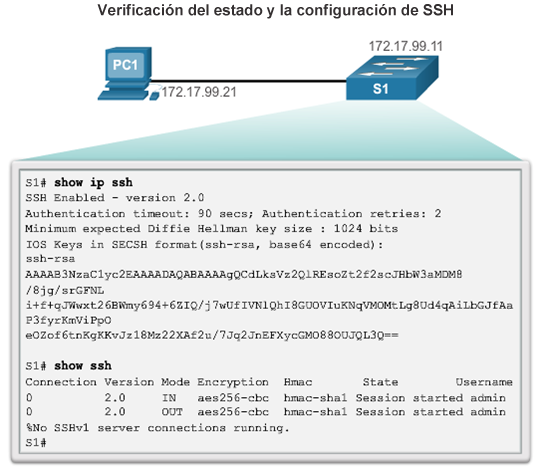 Verificación del estado y la configuración de SSH
172.17.99.11
PC1
172.17.99.21
S1
S1# show ip ssh
SSH Enabled - version 2.0
Authentication timeout: 90 secs; Authentication retries: 2
Minimum expected Diffie Hellman key size : 1024 bits
IOS Keys in SECSH format(ssh-rsa, base64 encoded):
ssh-rsa
AAAAB3NzaC1yc2EAAAADAQABAAAAgQCdLksVz2QlREsoZt2f2scJHbW3aMDM8
/8jg/srGFNL
i+f+qJWwxt26BWmy694+6ZIQ/j7wUfIVNlQhI8GUOVIuKNqVMOMtLg8Ud4qAiLbGJfAa
P3fyrKmViPpO
eOZof6tnKgKKvJz18Mz22XAf2u/7Jq2JnEFXycGMO88OUJQL3Q==
S1# show ssh
Connection Version Mode Encryption Hmac State Username
0 2.0 IN aes256-cbc hmac-sha1 Session started admin
0 2.0 OUT aes256-cbc hmac-sha1 Session started admin
%No SSHv1 server connections running.
S1#